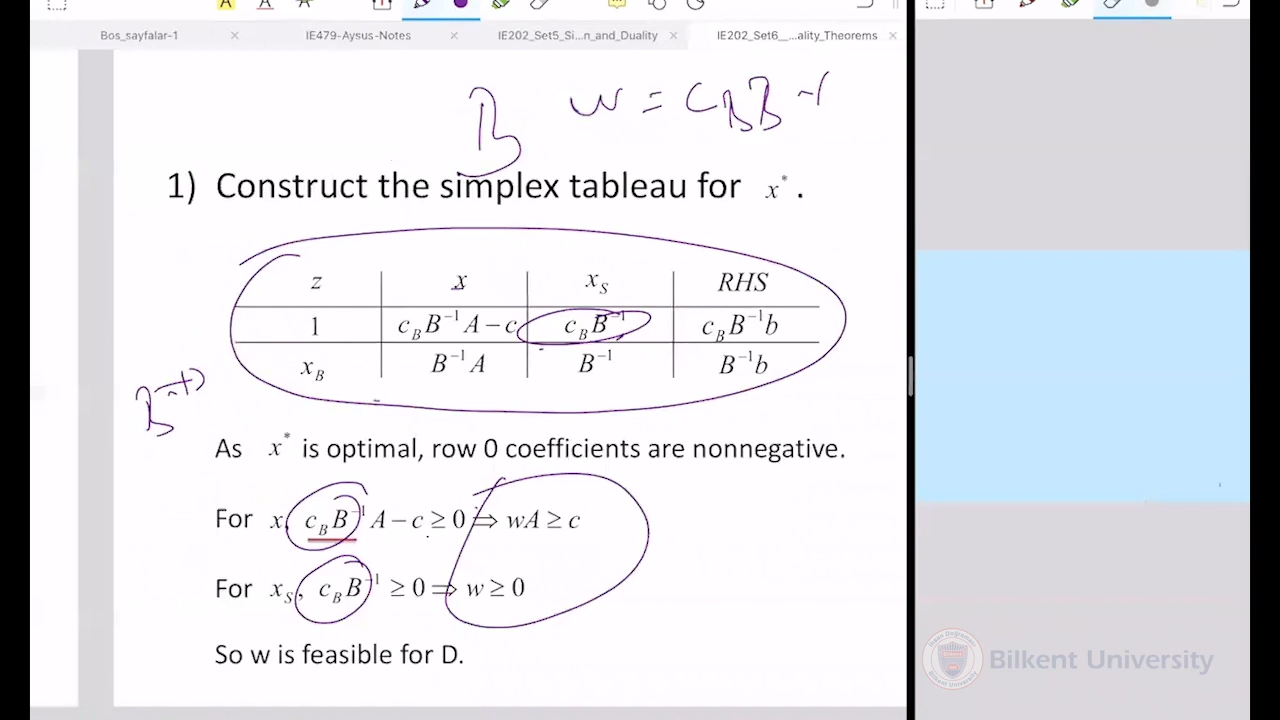 Bos_sayfalar-1 IE479-Aysus-Notes IE202_Set5_Si...n_and_Duality IE202_Set6__...ality_Theorems
B w = c_B B^-1
1) Construct the simplex tableau for x* .
z x x_S RHS
1 c_B B^-1 A - c c_B B^-1 c_B B^-1 b
x_B B^-1 A B^-1 B^-1 b
As x* is optimal, row 0 coefficients are nonnegative.
For x, c_B B^-1 A - c ≥ 0 ⇒ wA ≥ c
For x_S, c_B B^-1 ≥ 0 ⇒ w ≥ 0
So w is feasible for D.
Bilkent University